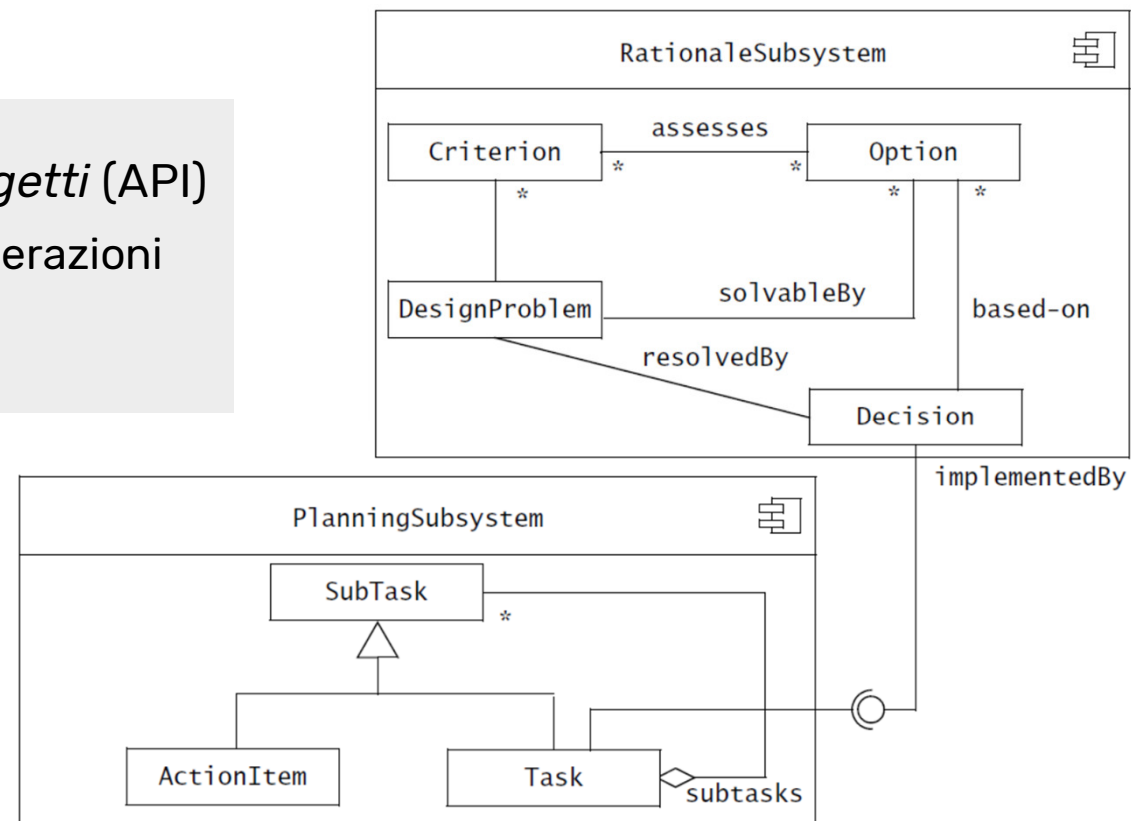 getti (API)
erazioni
RationaleSubsystem
Criterion
assesses
Option
*
*
*
*
*
DesignProblem
solvableBy
based-on
resolvedBy
Decision
implementedBy
PlanningSubsystem
SubTask
*
ActionItem
Task
subtasks